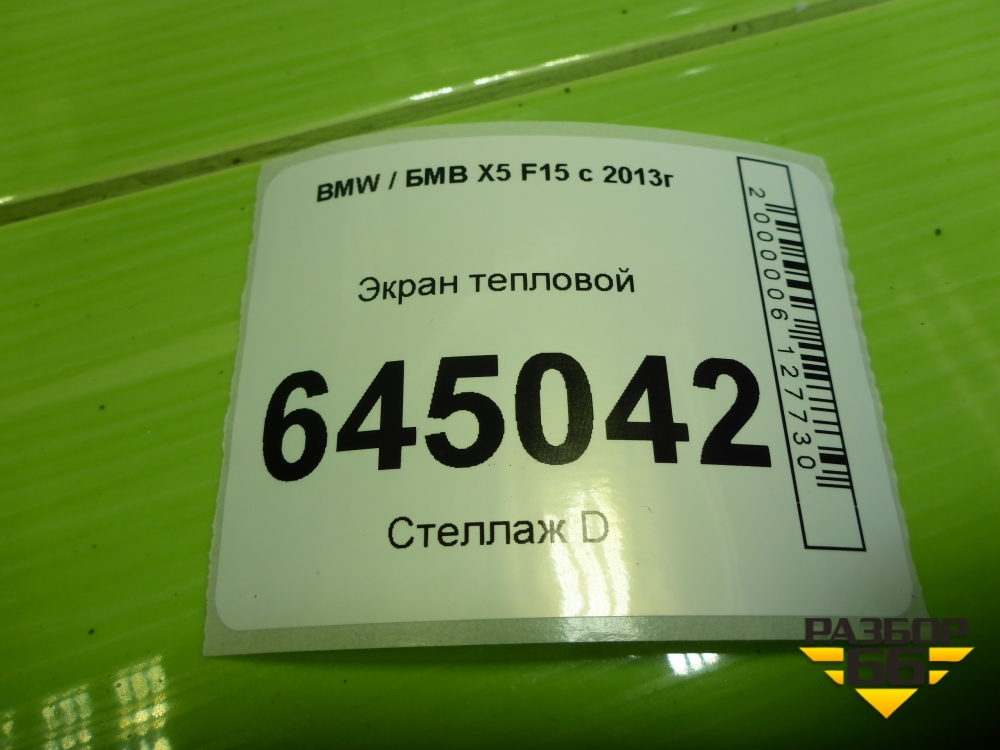 BMW / БМВ X5 F15 с 2013г
Экран тепловой
645042
Стеллаж D
2000006127730
РАЗБОР
66